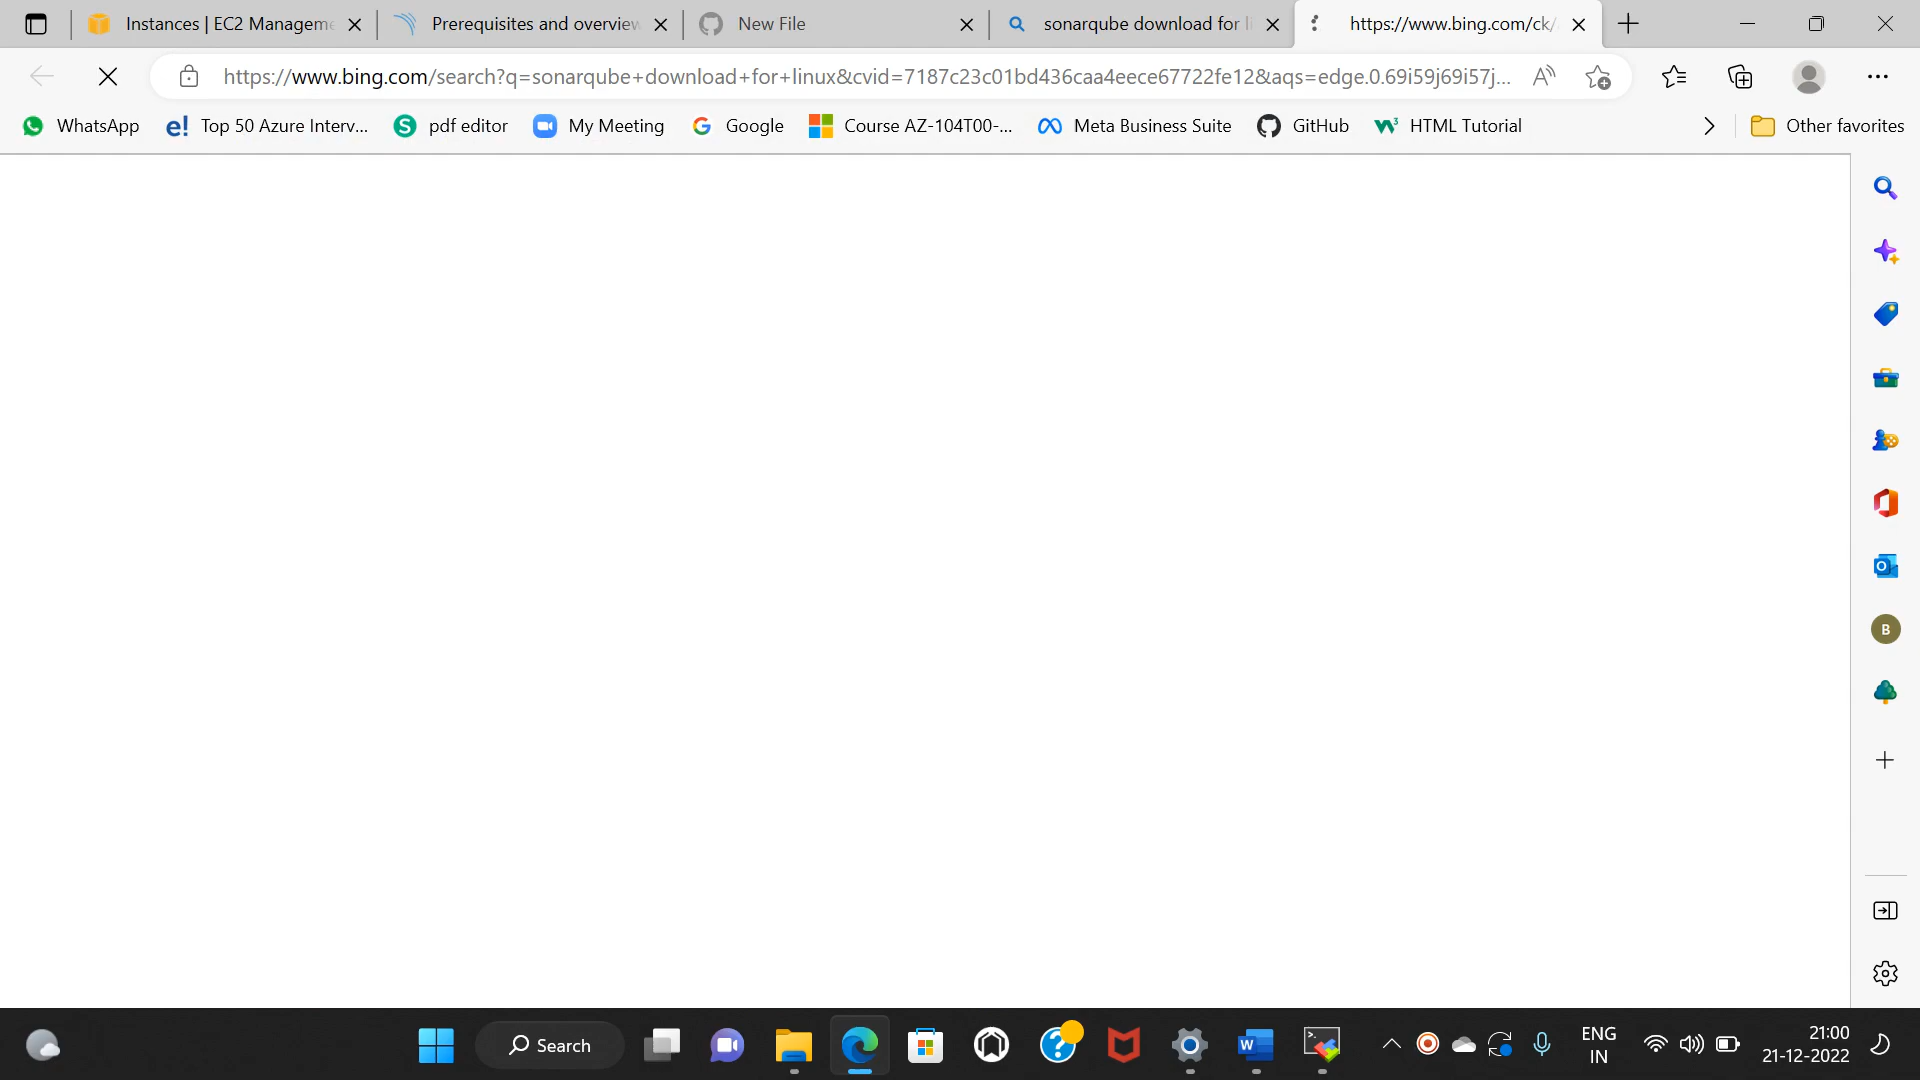 Instances | EC2 Manageme
Prerequisites and overview
New File
sonarqube download for li
https://www.bing.com/ck/
https://www.bing.com/search?q=sonarqube+download+for+linux&cvid=7187c23c01bd436caa4eece67722fe12&aqs=edge.0.69i59j69i57j...
WhatsApp
Top 50 Azure Interv...
pdf editor
My Meeting
Google
Course AZ-104T00-...
Meta Business Suite
GitHub
HTML Tutorial
Other favorites
B
Search
ENG
IN
21:00
21-12-2022